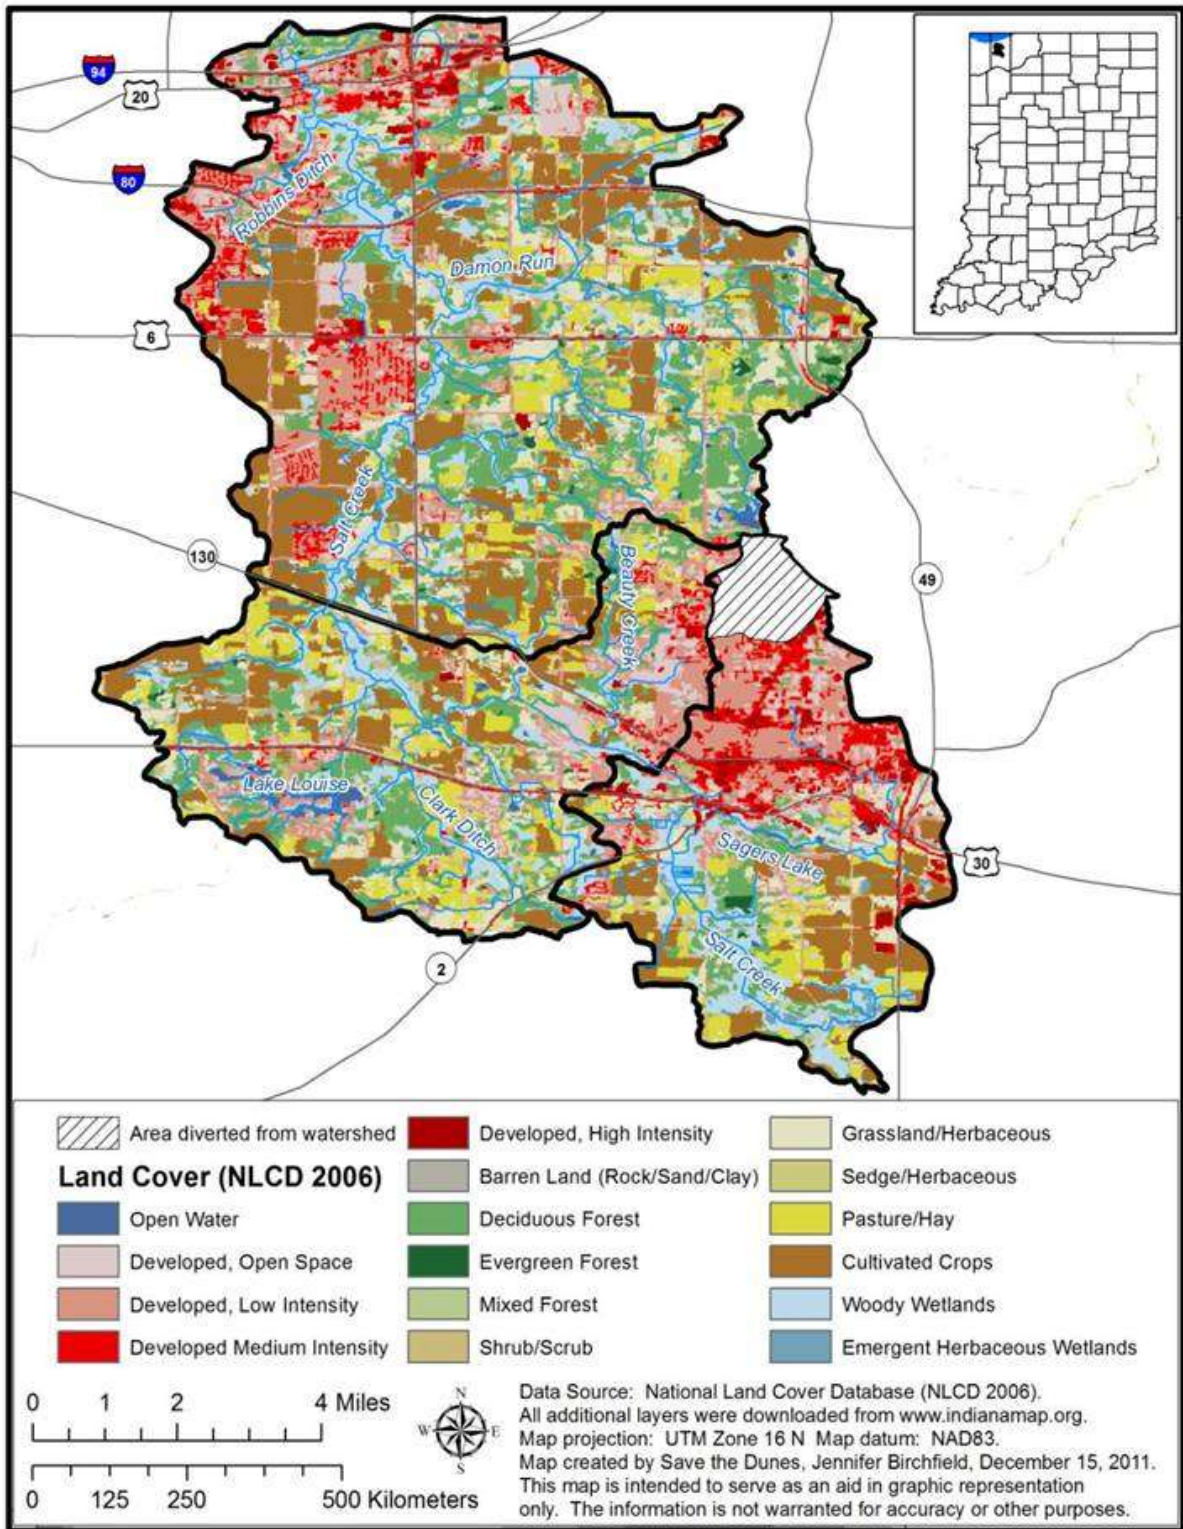 94
20
80
Robbins Ditch
Damon Run
6
Salt Creek
130
Beauty Creek
49
Lake Louise
Clark Ditch
Sagers Lake
30
Salt Creek
2
Area diverted from watershed
Land Cover (NLCD 2006)
Open Water
Developed, Open Space
Developed, Low Intensity
Developed Medium Intensity
Developed, High Intensity
Barren Land (Rock/Sand/Clay)
Deciduous Forest
Evergreen Forest
Mixed Forest
Shrub/Scrub
Grassland/Herbaceous
Sedge/Herbaceous
Pasture/Hay
Cultivated Crops
Woody Wetlands
Emergent Herbaceous Wetlands
0 1 2 4 Miles
0 125 250 500 Kilometers
N
W E
S
Data Source: National Land Cover Database (NLCD 2006).
All additional layers were downloaded from www.indianamap.org.
Map projection: UTM Zone 16 N Map datum: NAD83.
Map created by Save the Dunes, Jennifer Birchfield, December 15, 2011.
This map is intended to serve as an aid in graphic representation
only. The information is not warranted for accuracy or other purposes.